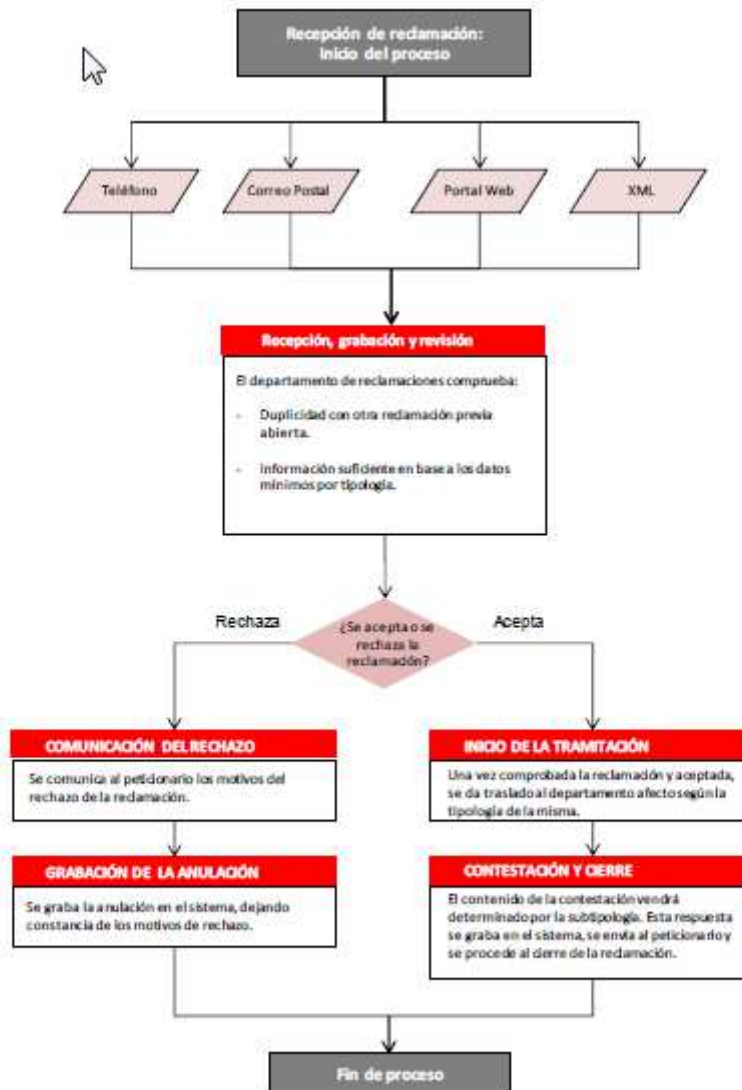 Recepción de reclamación:
Inicio del proceso
Teléfono
Correo Postal
Portal Web
XML
Recepción, grabación y revisión
El departamento de reclamaciones comprueba:
- Duplicidad con otra reclamación previa
abierta.
- Información suficiente en base a los datos
mínimos por tipología.
¿Se acepta o se
rechaza la
reclamación?
Rechaza
Acepta
COMUNICACIÓN DEL RECHAZO
Se comunica al peticionario los motivos del
rechazo de la reclamación.
GRABACIÓN DE LA ANULACIÓN
Se graba la anulación en el sistema, dejando
constancia de los motivos de rechazo.
INICIO DE LA TRAMITACIÓN
Una vez comprobada la reclamación y aceptada,
se da traslado al departamento afecto según la
tipología de la misma.
CONTESTACIÓN Y CIERRE
El contenido de la contestación vendrá
determinado por la subtipología. Esta respuesta
se graba en el sistema, se envía al peticionario y
se procede al cierre de la reclamación.
Fin de proceso